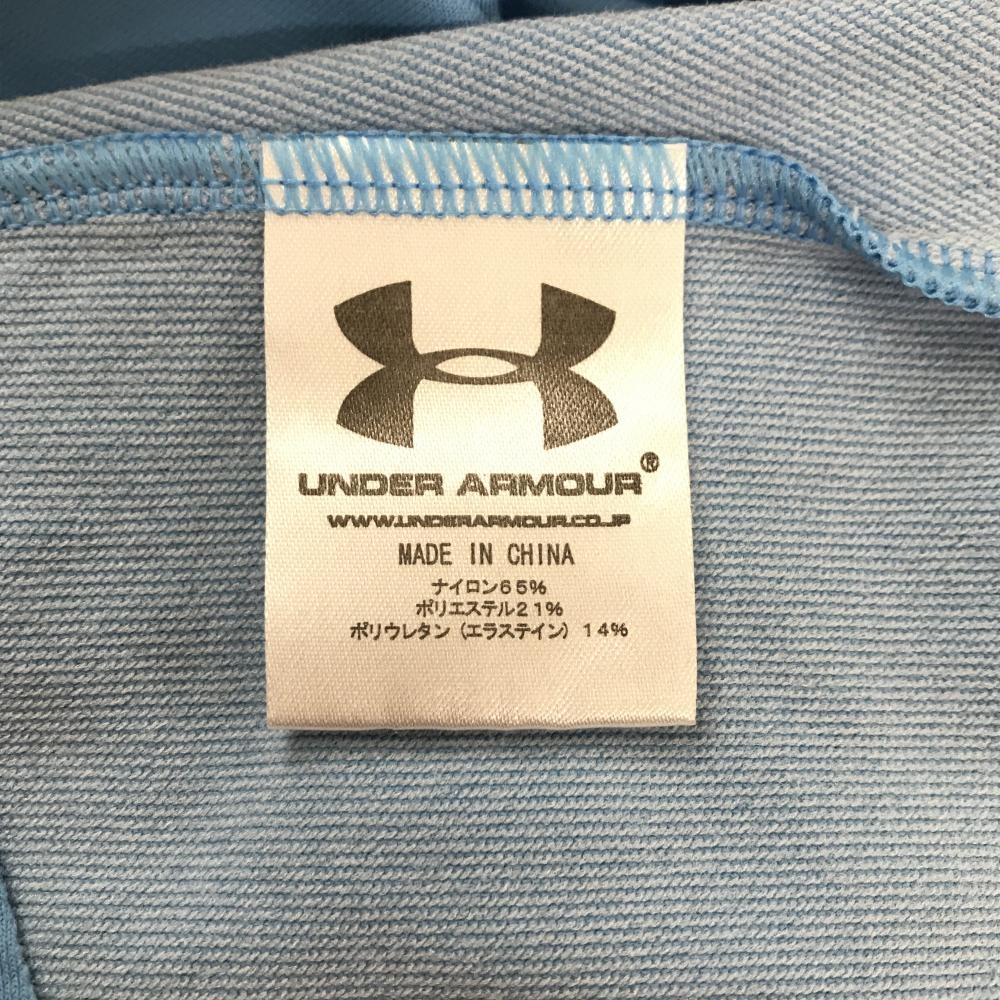 UNDER ARMOUR®
WWW.UNDERARMOUR.CO.JP
MADE IN CHINA
ナイロン65%
ポリエステル21%
ポリウレタン(エラステイン)14%